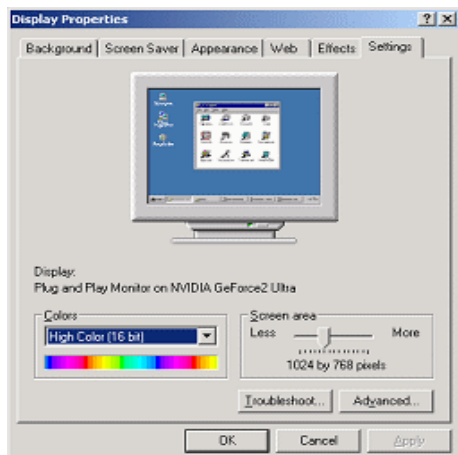 Display Properties
Background Screen Saver Appearance Web Effects Settings
Display:
Plug and Play Monitor on NVIDIA GeForce2 Ultra
Colors
High Color (16 bit)
Screen area
Less More
1024 by 768 pixels
Troubleshoot... Advanced...
OK Cancel Apply